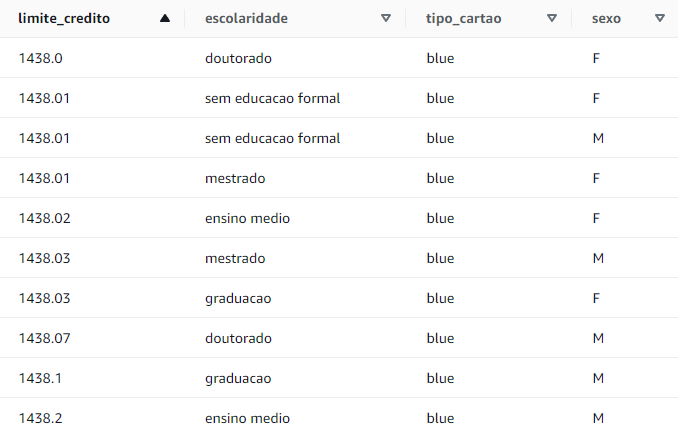 limite_credito escolaridade tipo_cartao sexo
1438.0 doutorado blue F
1438.01 sem educacao formal blue F
1438.01 sem educacao formal blue M
1438.01 mestrado blue F
1438.02 ensino medio blue F
1438.03 mestrado blue M
1438.03 graduacao blue F
1438.07 doutorado blue M
1438.1 graduacao blue M
1438.2 ensino medio blue M